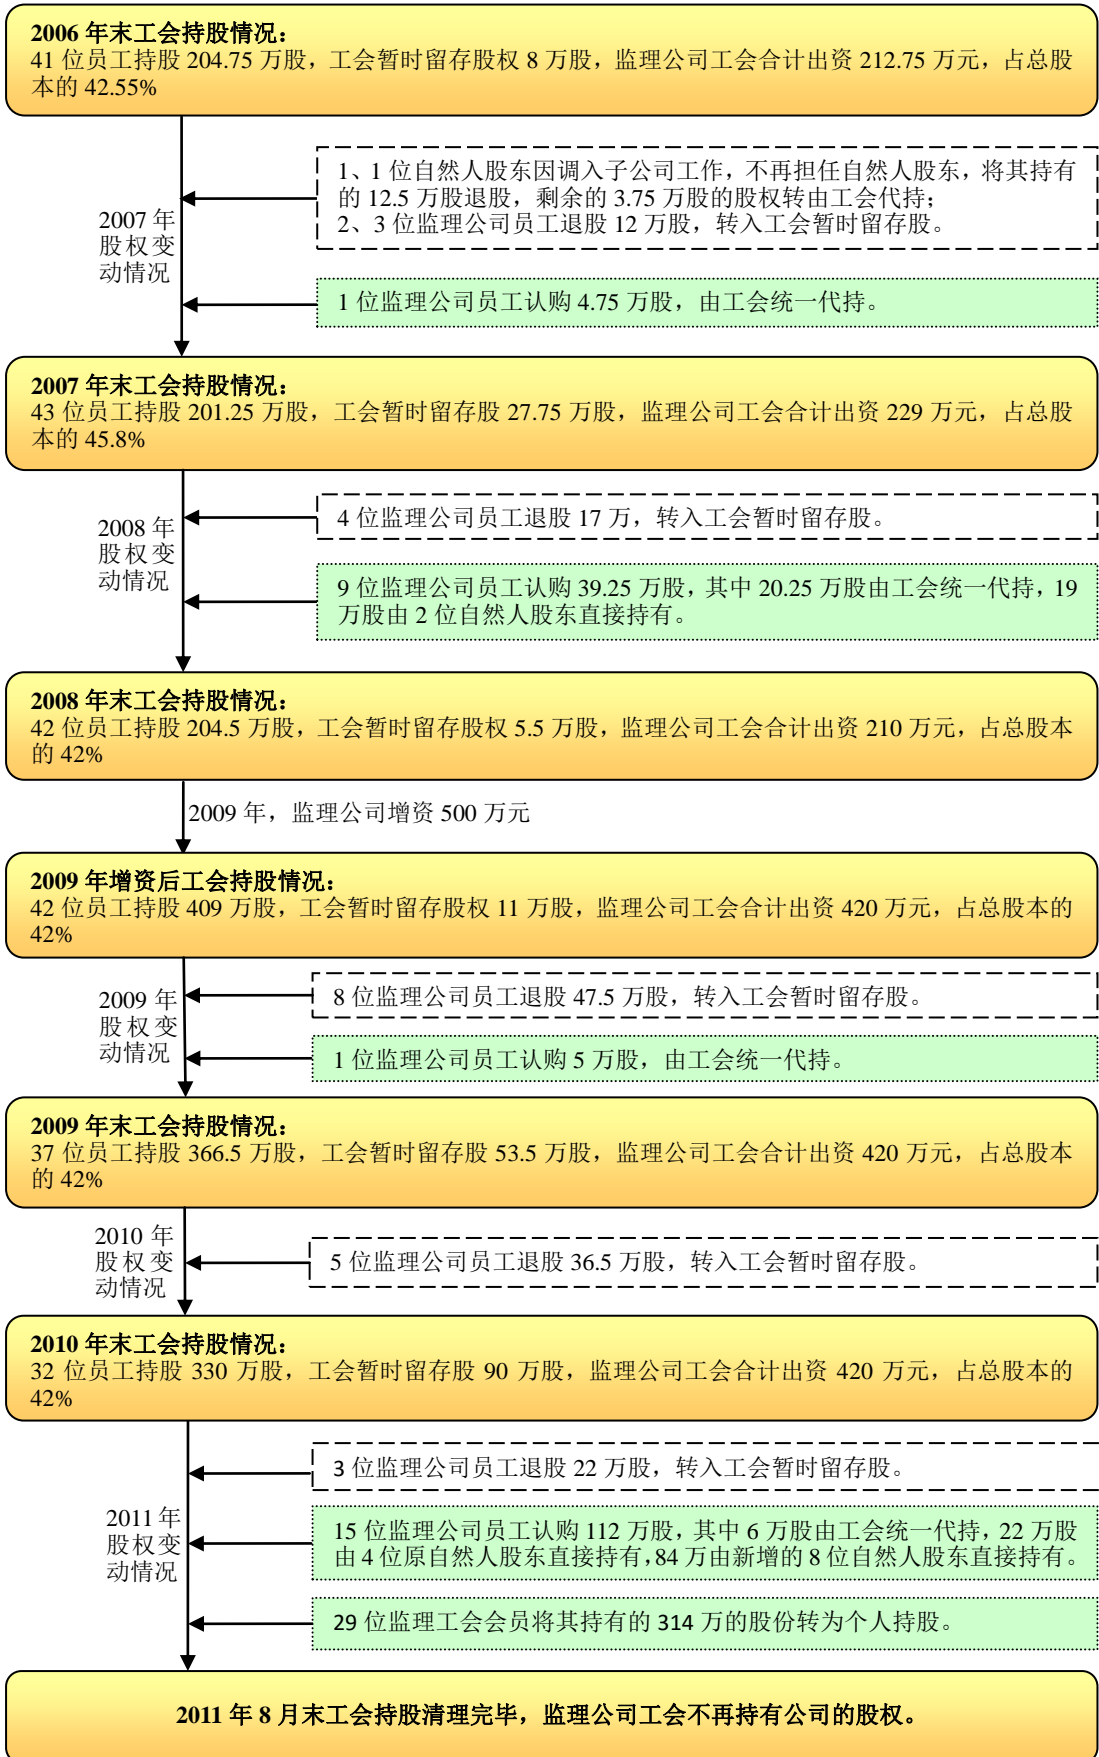 2006 年末工会持股情况：
41 位员工持股 204.75 万股，工会暂时留存股权 8 万股，监理公司工会合计出资 212.75 万元，占总股
本的 42.55%
1、1 位自然人股东因调入子公司工作，不再担任自然人股东，将其持有
的 12.5 万股退股，剩余的 3.75 万股的股权转由工会代持；
2、3 位监理公司员工退股 12 万股，转入工会暂时留存股。
2007 年
股权变
动情况
1 位监理公司员工认购 4.75 万股，由工会统一代持。
2007 年末工会持股情况：
43 位员工持股 201.25 万股，工会暂时留存股 27.75 万股，监理公司工会合计出资 229 万元，占总股
本的 45.8%
4 位监理公司员工退股 17 万，转入工会暂时留存股。
2008 年
股权变
动情况
9 位监理公司员工认购 39.25 万股，其中 20.25 万股由工会统一代持，19
万股由 2 位自然人股东直接持有。
2008 年末工会持股情况：
42 位员工持股 204.5 万股，工会暂时留存股权 5.5 万股，监理公司工会合计出资 210 万元，占总股本
的 42%
2009 年，监理公司增资 500 万元
2009 年增资后工会持股情况：
42 位员工持股 409 万股，工会暂时留存股权 11 万股，监理公司工会合计出资 420 万元，占总股本的
42%
8 位监理公司员工退股 47.5 万股，转入工会暂时留存股。
2009 年
股权变
动情况
1 位监理公司员工认购 5 万股，由工会统一代持。
2009 年末工会持股情况：
37 位员工持股 366.5 万股，工会暂时留存股 53.5 万股，监理公司工会合计出资 420 万元，占总股本
的 42%
2010 年
股权变
动情况
5 位监理公司员工退股 36.5 万股，转入工会暂时留存股。
2010 年末工会持股情况：
32 位员工持股 330 万股，工会暂时留存股 90 万股，监理公司工会合计出资 420 万元，占总股本的
42%
3 位监理公司员工退股 22 万股，转入工会暂时留存股。
2011 年
股权变
动情况
15 位监理公司员工认购 112 万股，其中 6 万股由工会统一代持，22 万股
由 4 位原自然人股东直接持有，84 万由新增的 8 位自然人股东直接持有。
29 位监理工会会员将其持有的 314 万的股份转为个人持股。
2011 年 8 月末工会持股清理完毕，监理公司工会不再持有公司的股权。